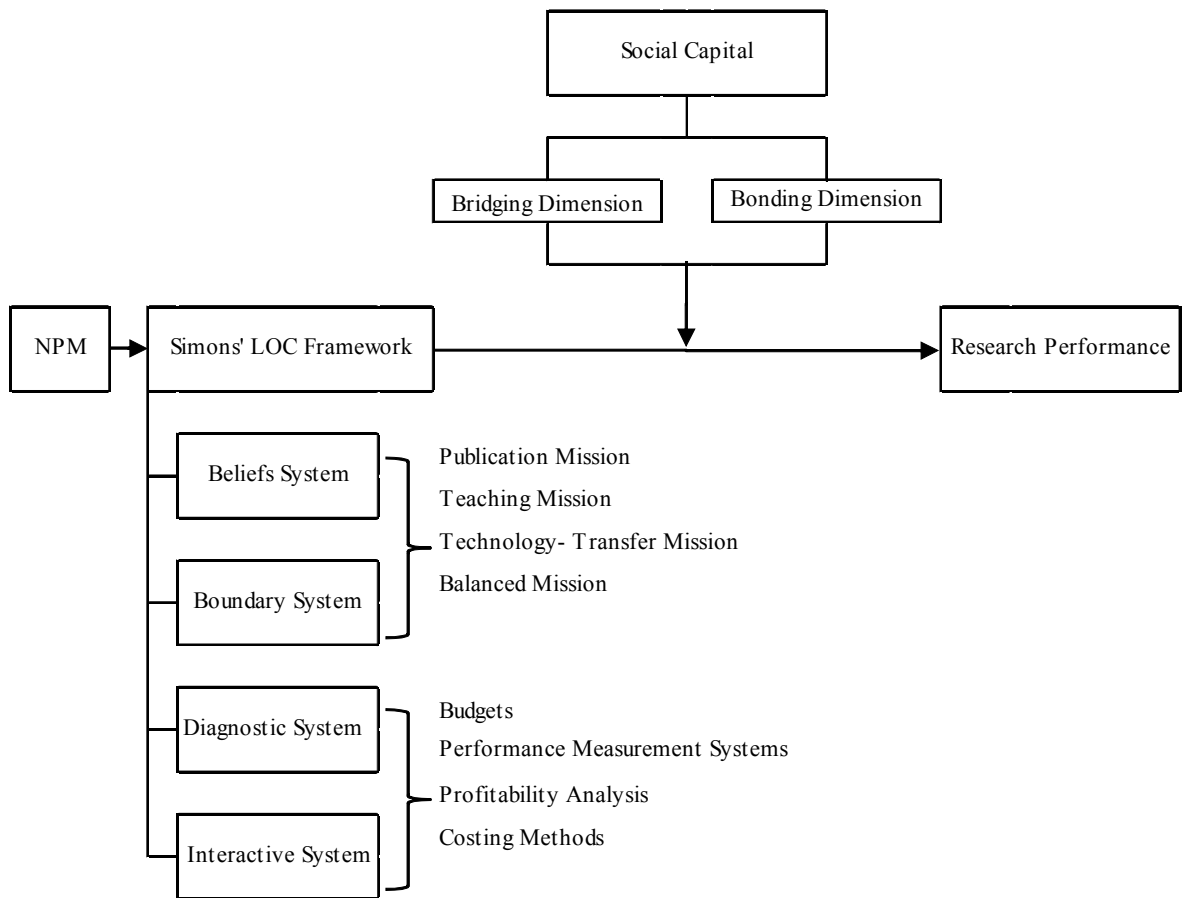 Social Capital
Bridging Dimension
Bonding Dimension
NPM
Simons' LOC Framework
Research Performance
Beliefs System
Boundary System
Publication Mission
Teaching Mission
Technology- Transfer Mission
Balanced Mission
Diagnostic System
Interactive System
Budgets
Performance Measurement Systems
Profitability Analysis
Costing Methods